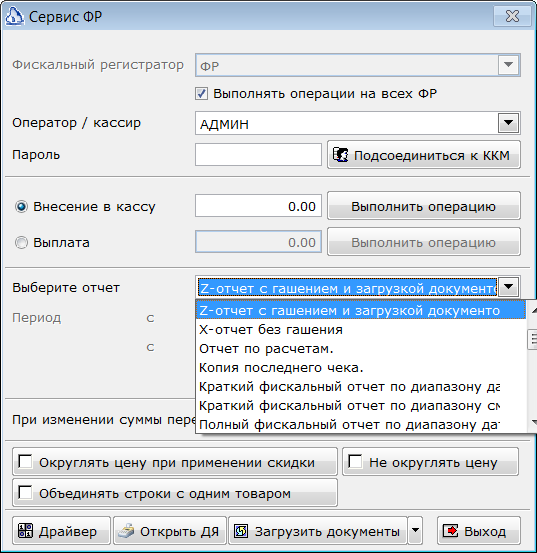 Сервис ФР
Фискальный регистратор ФР
Выполнять операции на всех ФР
Оператор / кассир АДМИН
Пароль Подсоединиться к ККМ
Внесение в кассу 0.00 Выполнить операцию
Выплата 0.00 Выполнить операцию
Выберите отчет Z-отчет с гашением и загрузкой документо
Z-отчет с гашением и загрузкой документо
Период с X-отчет без гашения
с Отчет по расчетам.
Копия последнего чека.
Краткий фискальный отчет по диапазону да
Краткий фискальный отчет по диапазону см
При изменении суммы пере Полный фискальный отчет по диапазону дат
Округлять цену при применении скидки Не округлять цену
Объединять строки с одним товаром
Драйвер Открыть ДЯ Загрузить документы Выход